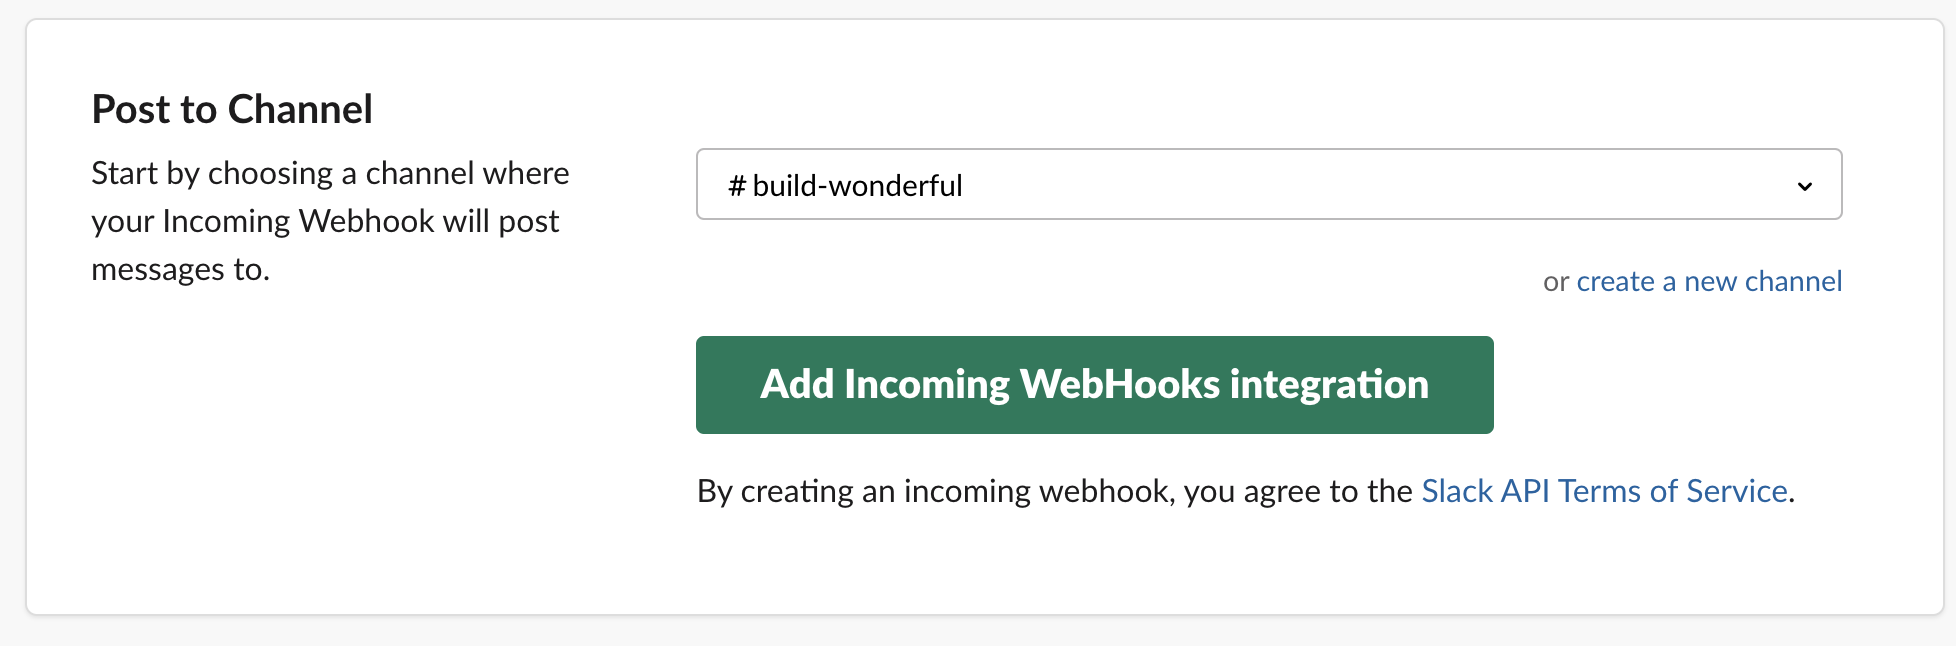 Post to Channel
Start by choosing a channel where
your Incoming Webhook will post
messages to.
# build-wonderful
or create a new channel
Add Incoming WebHooks integration
By creating an incoming webhook, you agree to the Slack API Terms of Service.